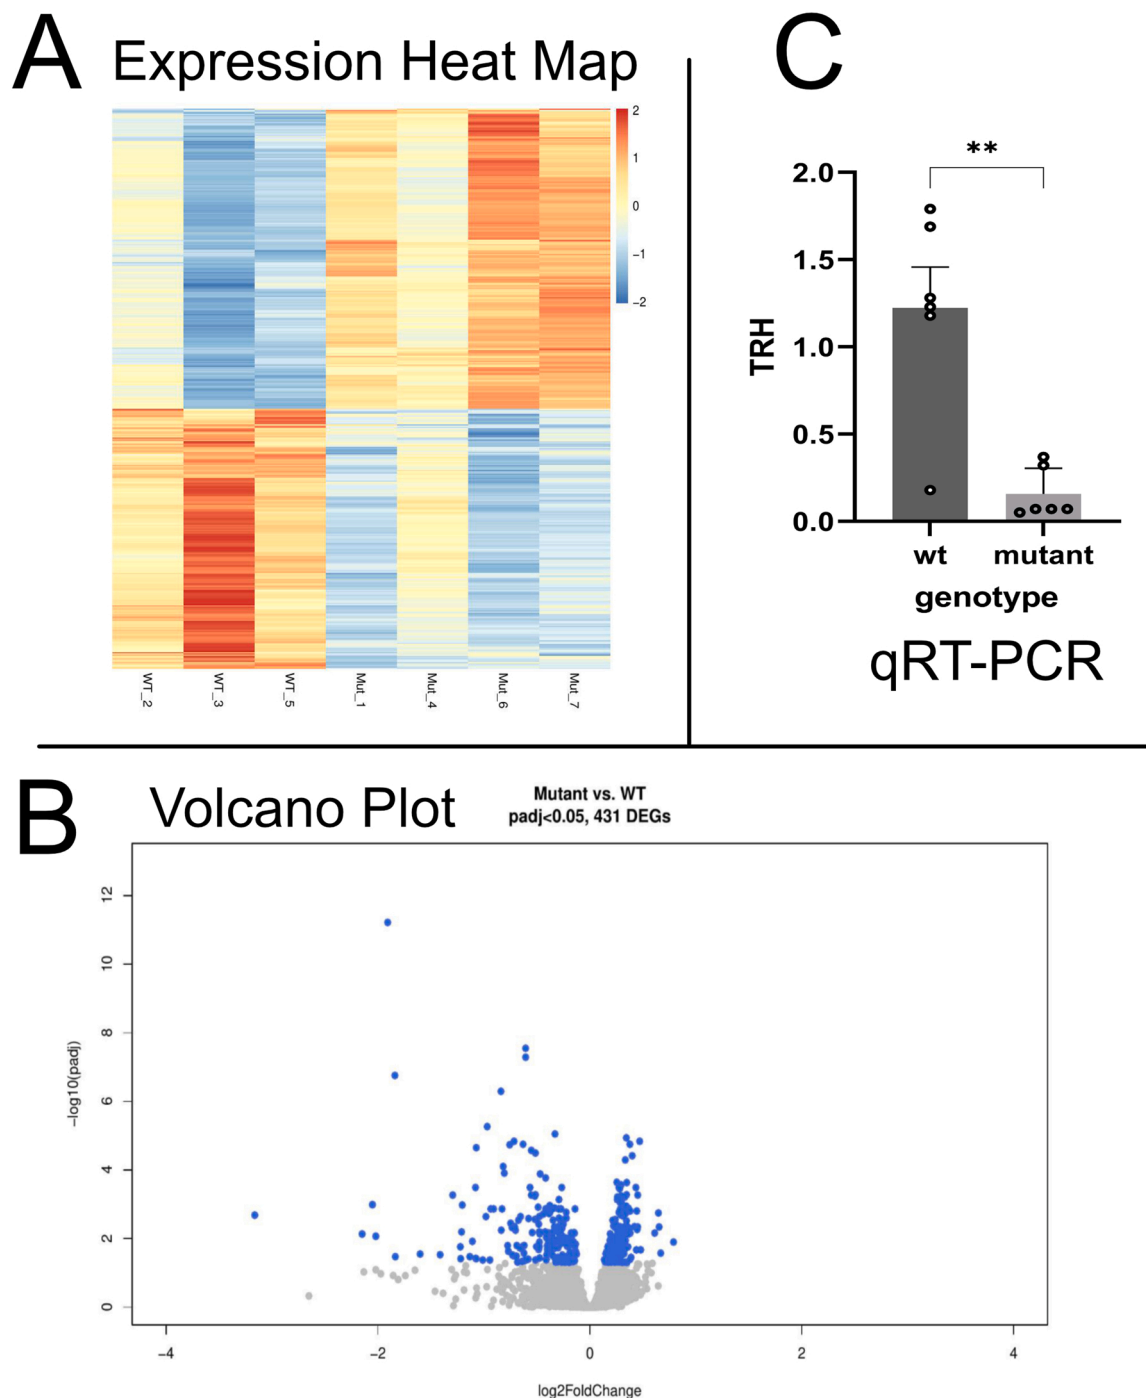 A Expression Heat Map
2
1
0
−1
−2
WT_2
WT_3
WT_5
Mut_1
Mut_4
Mut_6
Mut_7
C
**
2.0
1.5
1.0
0.5
0.0
TRH
wt mutant
genotype
qRT-PCR
B Volcano Plot
Mutant vs. WT
padj<0.05, 431 DEGs
12
10
8
6
4
2
0
−log10(padj)
−4 −2 0 2 4
log2FoldChange